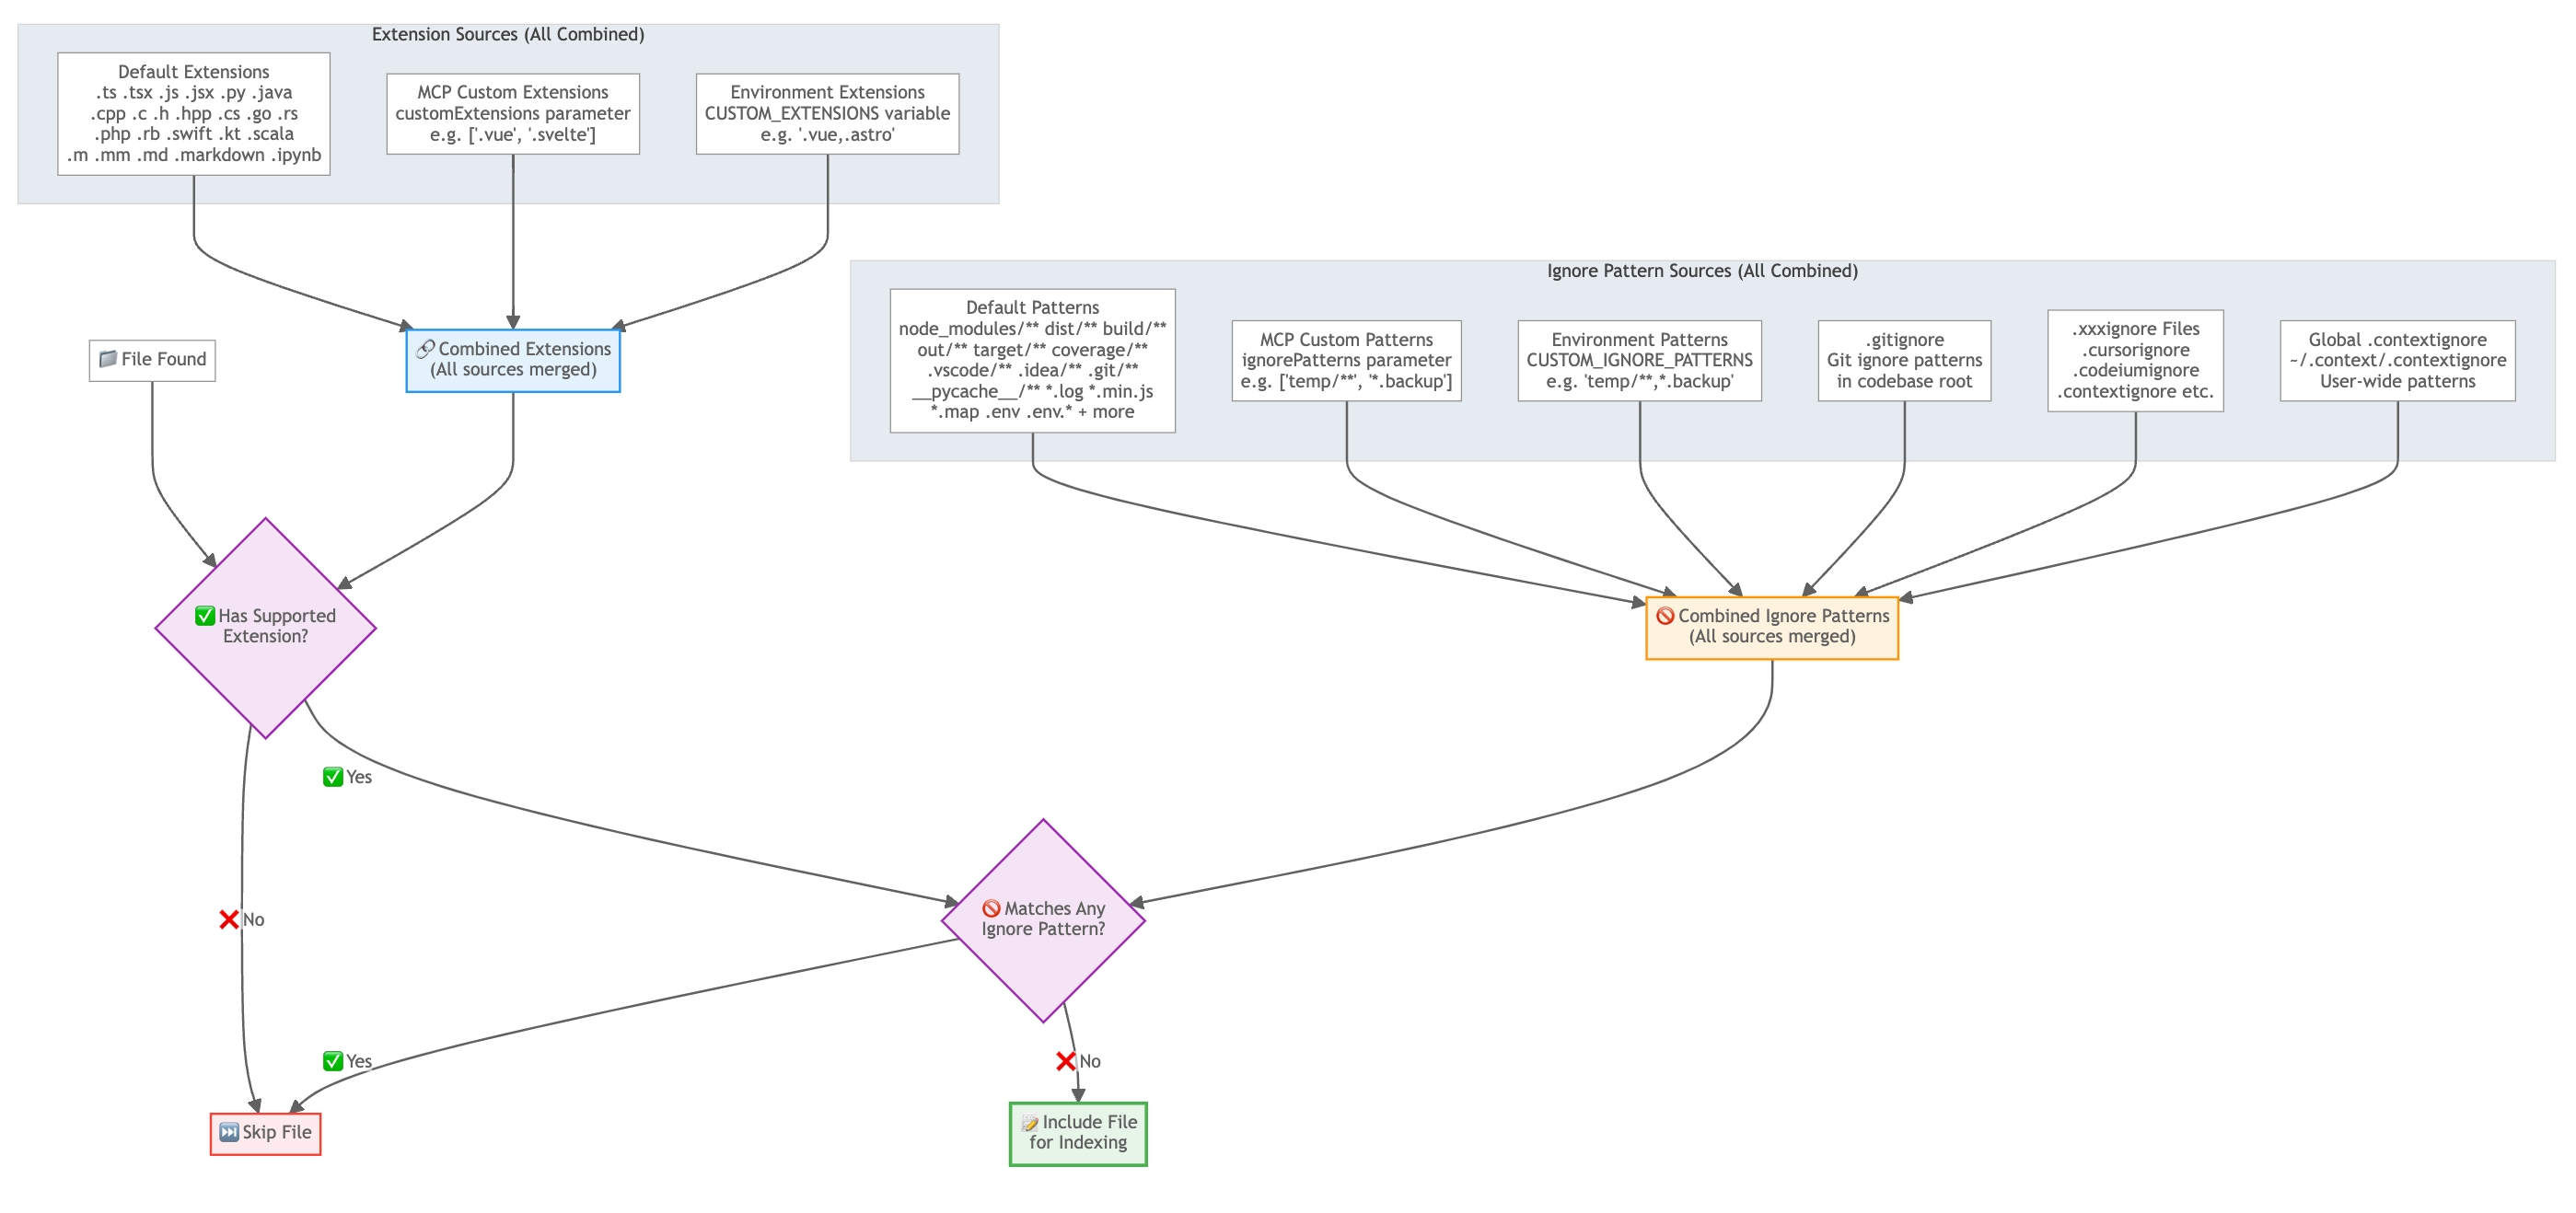 Extension Sources (All Combined)
Default Extensions
.ts .tsx .js .jsx .py .java
.cpp .c .h .hpp .cs .go .rs
.php .rb .swift .kt .scala
.m .mm .md .markdown .ipynb
MCP Custom Extensions
customExtensions parameter
e.g. ['.vue', '.svelte']
Environment Extensions
CUSTOM_EXTENSIONS variable
e.g. '.vue,.astro'
Ignore Pattern Sources (All Combined)
Default Patterns
node_modules/** dist/** build/**
out/** target/** coverage/**
.vscode/** .idea/** .git/**
__pycache__/** *.log *.min.js
*.map .env .env.* + more
MCP Custom Patterns
ignorePatterns parameter
e.g. ['temp/**', '*.backup']
Environment Patterns
CUSTOM_IGNORE_PATTERNS
e.g. 'temp/**,*.backup'
.gitignore
Git ignore patterns
in codebase root
.xxxignore Files
.cursorignore
.codeiumignore
.contextignore etc.
Global .contextignore
~/.context/.contextignore
User-wide patterns
📁 File Found
🔗 Combined Extensions
(All sources merged)
✅ Has Supported
Extension?
🚫 Combined Ignore Patterns
(All sources merged)
✅ Yes
❌ No
🚫 Matches Any
Ignore Pattern?
✅ Yes
❌ No
⏭️ Skip File
📝 Include File
for Indexing